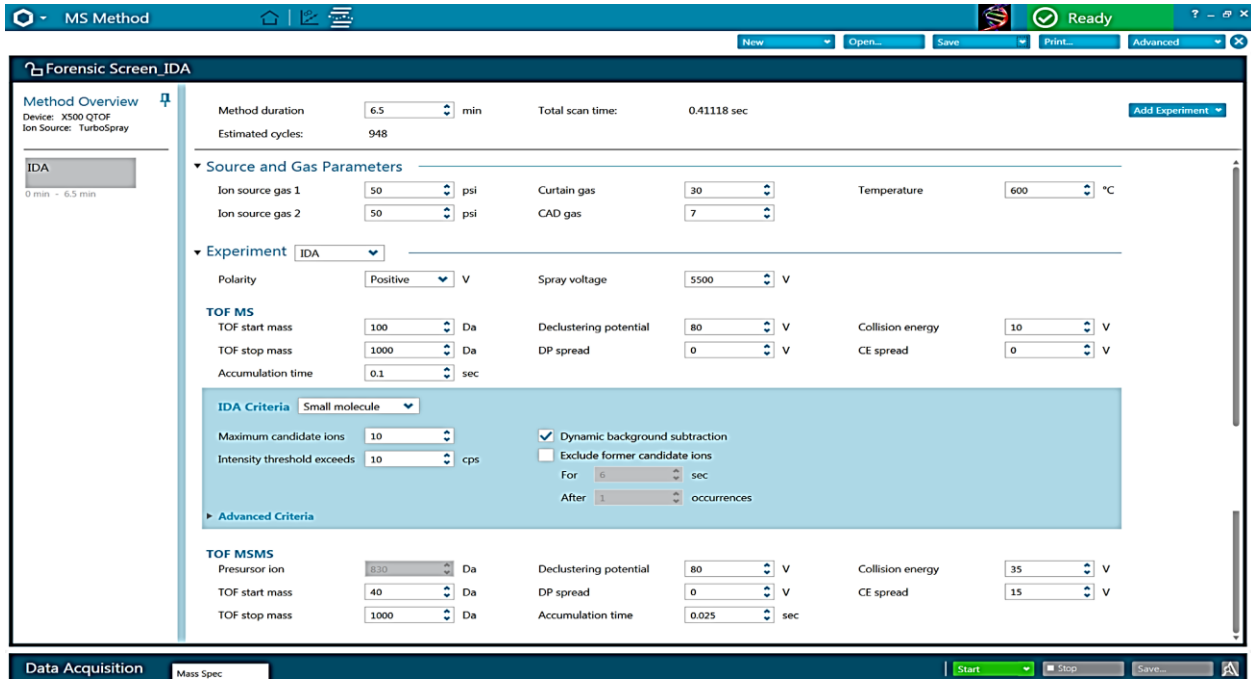 MS Method
Ready
? – ×
New Open... Save Print... Advanced
Forensic Screen_IDA
Method Overview
Device: X500 QTOF
Ion Source: TurboSpray
IDA
0 min - 6.5 min
Method duration 6.5 min Total scan time: 0.41118 sec Add Experiment
Estimated cycles: 948
Source and Gas Parameters
Ion source gas 1 50 psi Curtain gas 30 Temperature 600 °C
Ion source gas 2 50 psi CAD gas 7
Experiment IDA
Polarity Positive V Spray voltage 5500 V
TOF MS
TOF start mass 100 Da Declustering potential 80 V Collision energy 10 V
TOF stop mass 1000 Da DP spread 0 V CE spread 0 V
Accumulation time 0.1 sec
IDA Criteria Small molecule
Maximum candidate ions 10 Dynamic background subtraction
Intensity threshold exceeds 10 cps Exclude former candidate ions
For 6 sec
After 1 occurrences
Advanced Criteria
TOF MSMS
Presursor ion 830 Da Declustering potential 80 V Collision energy 35 V
TOF start mass 40 Da DP spread 0 V CE spread 15 V
TOF stop mass 1000 Da Accumulation time 0.025 sec
Data Acquisition Mass Spec Start Stop Save...